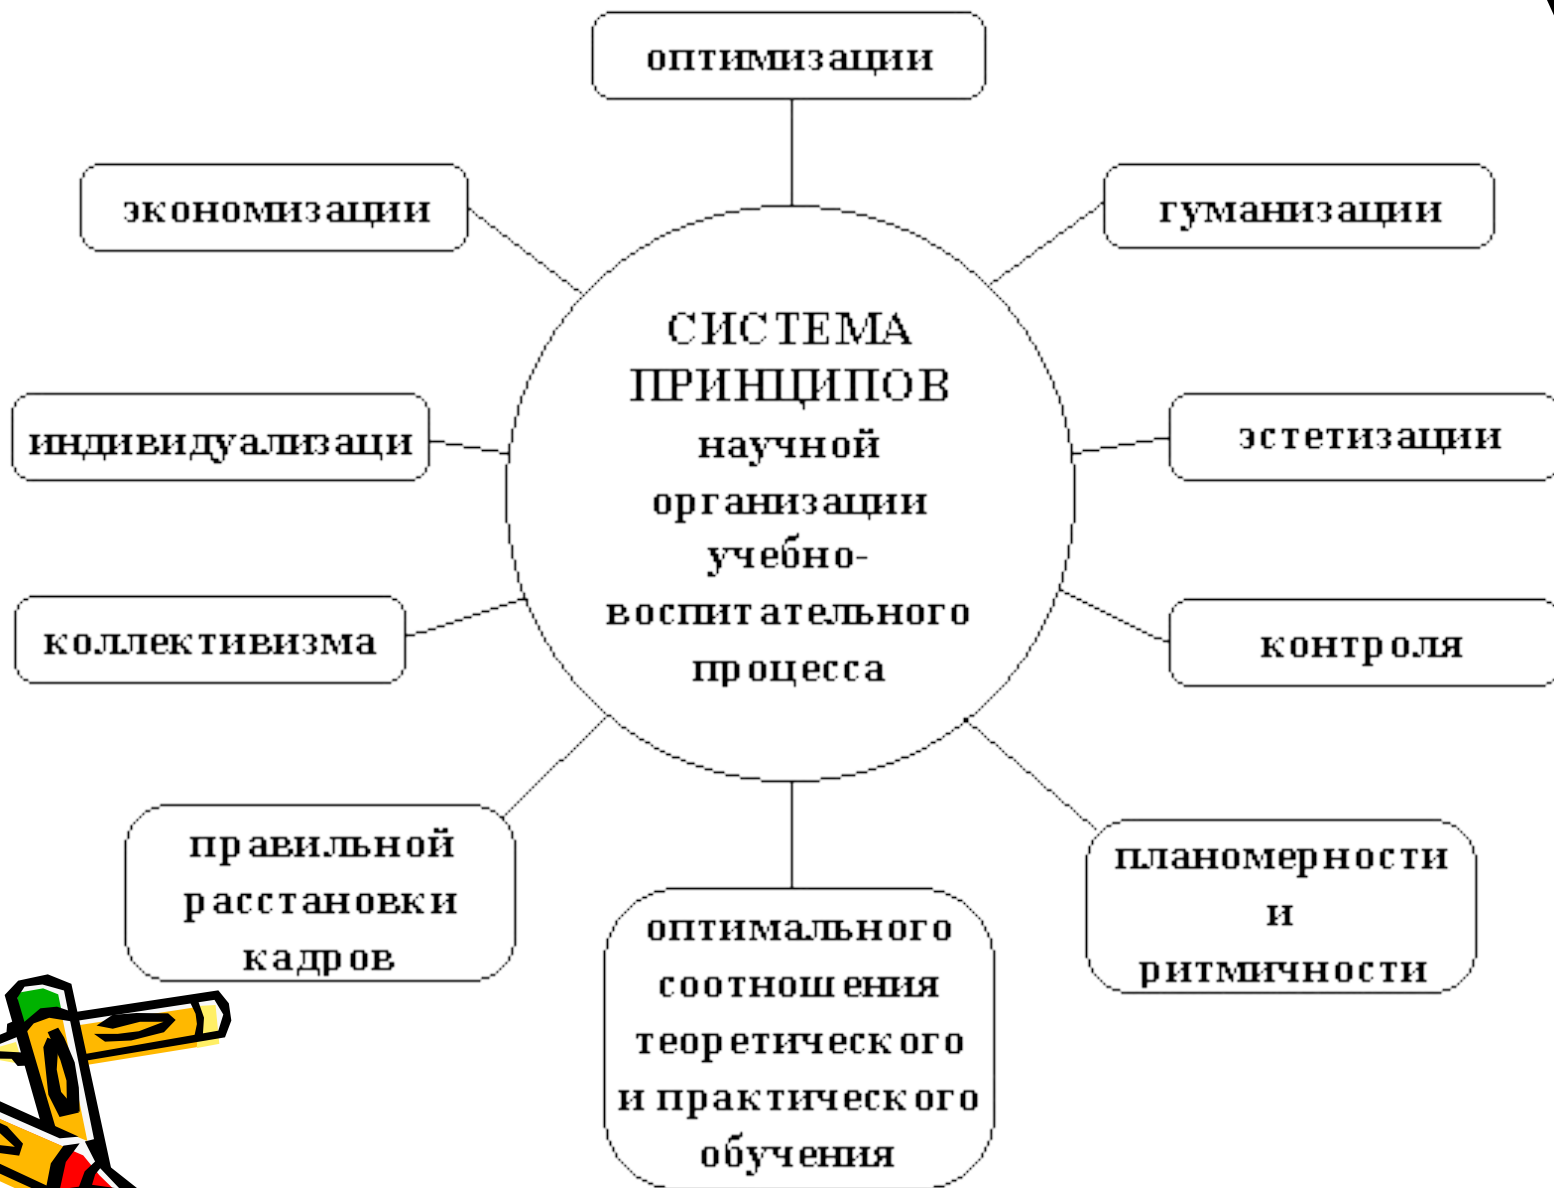 оптимизации
экономизации
гуманизации
СИСТЕМА
ПРИНЦИПОВ
научной
организации
учебно-
воспитательного
процесса
индивидуализаци
эстетизации
коллективизма
контроля
правильной
расстановки
кадров
оптимального
соотношения
теоретического
и практического
обучения
планомерности
и
ритмичности